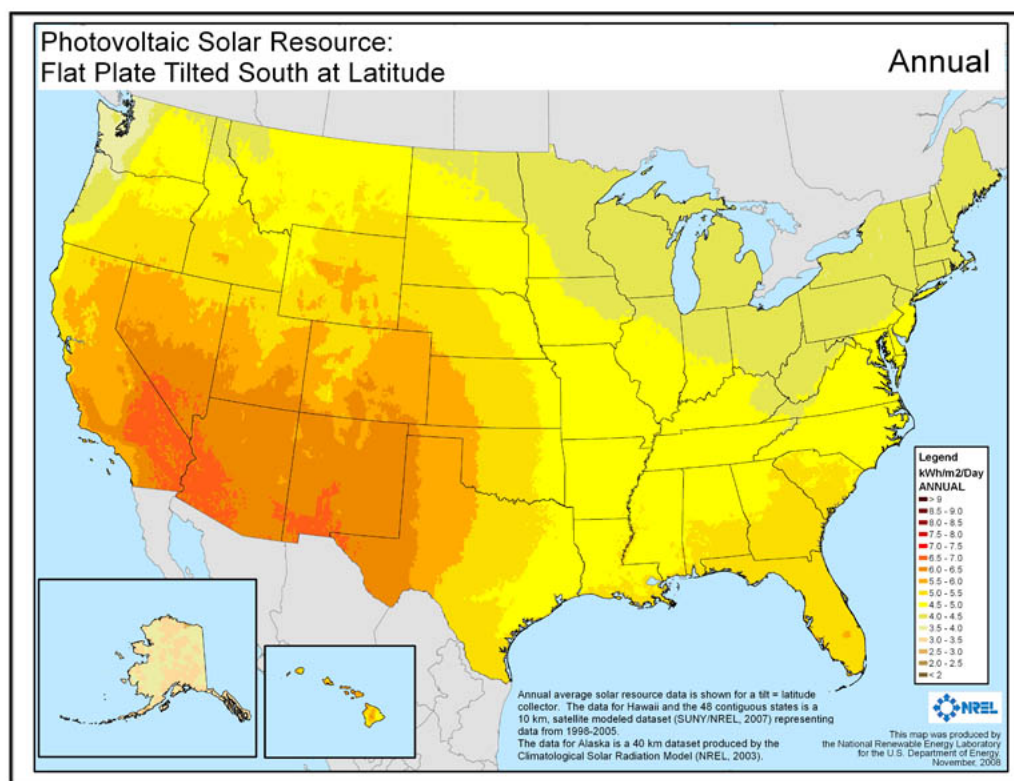 Photovoltaic Solar Resource:
Flat Plate Tilted South at Latitude
Annual
Legend
kWh/m2/Day
ANNUAL
> 9
8.5 - 9.0
8.0 - 8.5
7.5 - 8.0
7.0 - 7.5
6.5 - 7.0
6.0 - 6.5
5.5 - 6.0
5.0 - 5.5
4.5 - 5.0
4.0 - 4.5
3.5 - 4.0
3.0 - 3.5
2.5 - 3.0
2.0 - 2.5
< 2
Annual average solar resource data is shown for a tilt = latitude
collector. The data for Hawaii and the 48 contiguous states is a
10 km, satellite modeled dataset (SUNY/NREL, 2007) representing
data from 1998-2005.
The data for Alaska is a 40 km dataset produced by the
Climatological Solar Radiation Model (NREL, 2003).
NREL
This map was produced by
the National Renewable Energy Laboratory
for the U.S. Department of Energy.
November, 2008